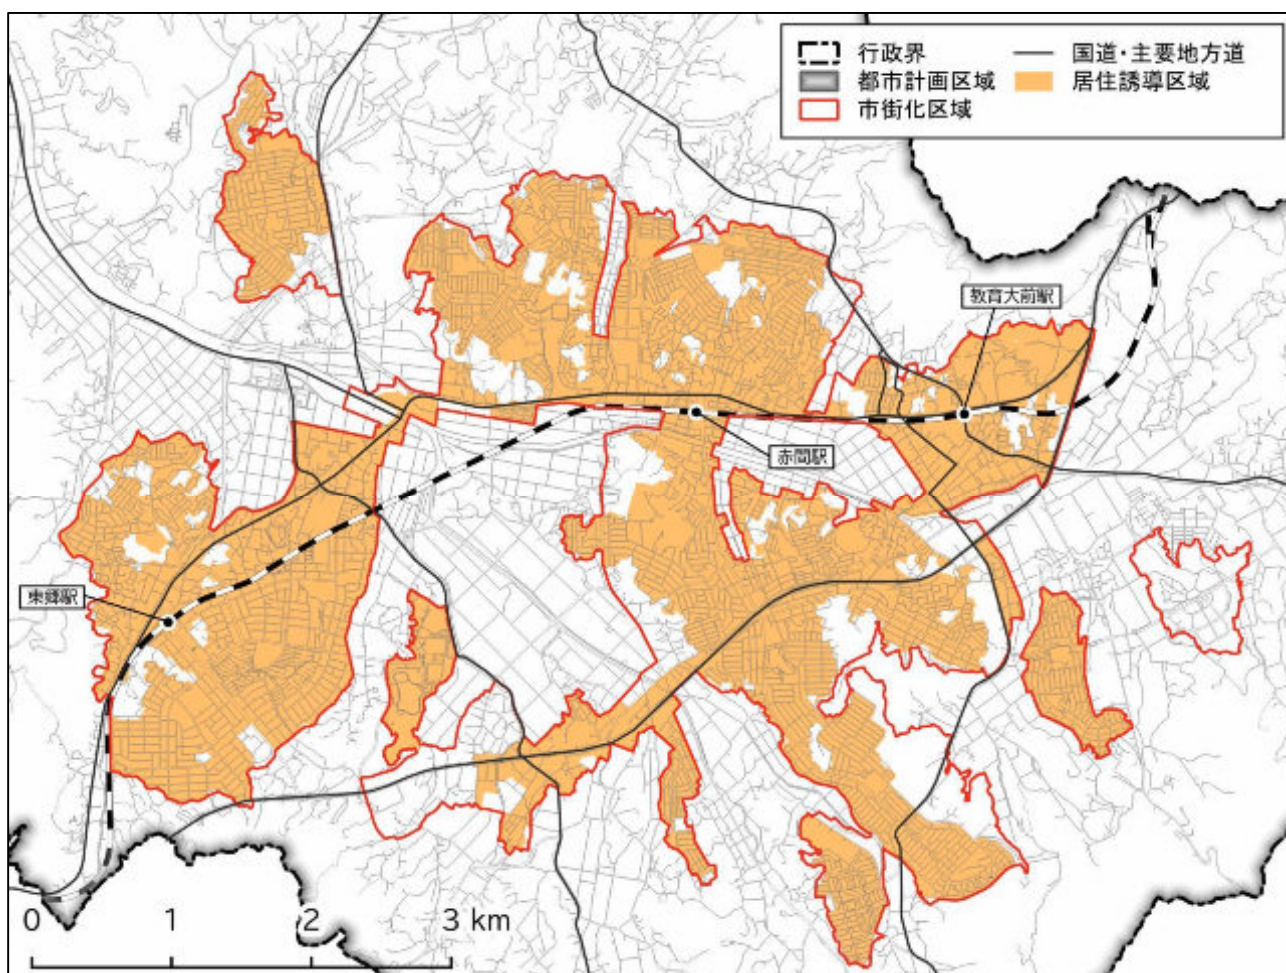 行政界
国道・主要地方道
都市計画区域
居住誘導区域
市街化区域
教育大前駅
赤間駅
東郷駅
0 1 2 3 km